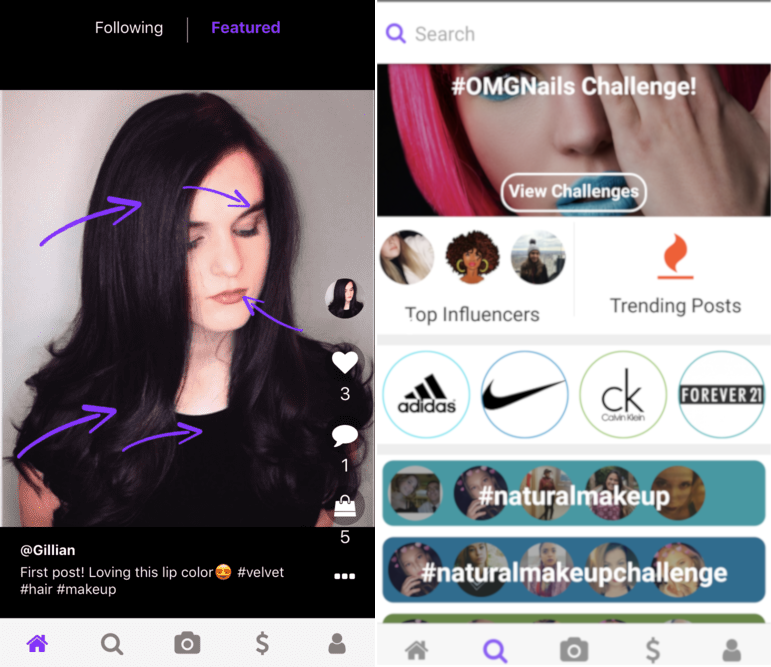 Following
Featured
3
1
5
@Gillian
First post! Loving this lip color😍 #velvet
#hair #makeup
Search
#OMGNails Challenge!
View Challenges
Top Influencers
Trending Posts
adidas
ck
Calvin Klein
FOREVER 21
#naturalmakeup
#naturalmakeupchallenge